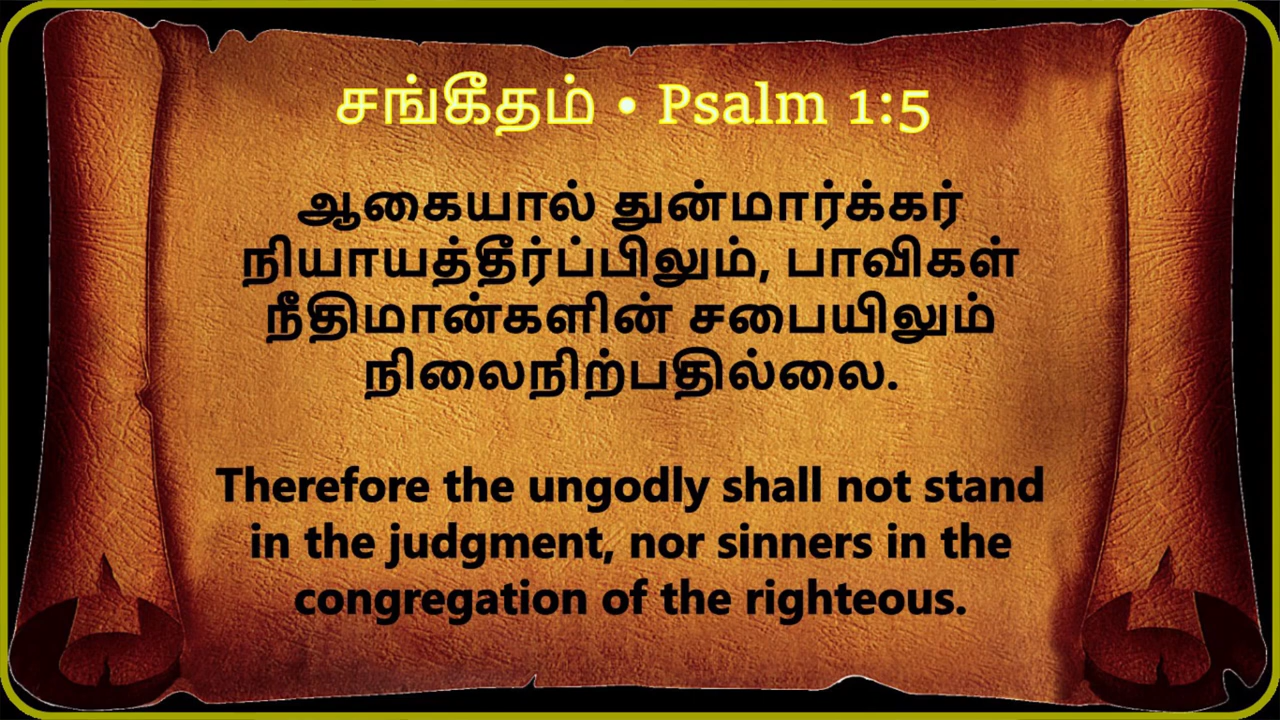 சங்கீதம் • Psalm 1:5
ஆகையால் துன்மார்க்கர்
நியாயத்தீர்ப்பிலும், பாவிகள்
நீதிமான்களின் சபையிலும்
நிலைநிற்பதில்லை.
Therefore the ungodly shall not stand
in the judgment, nor sinners in the
congregation of the righteous.